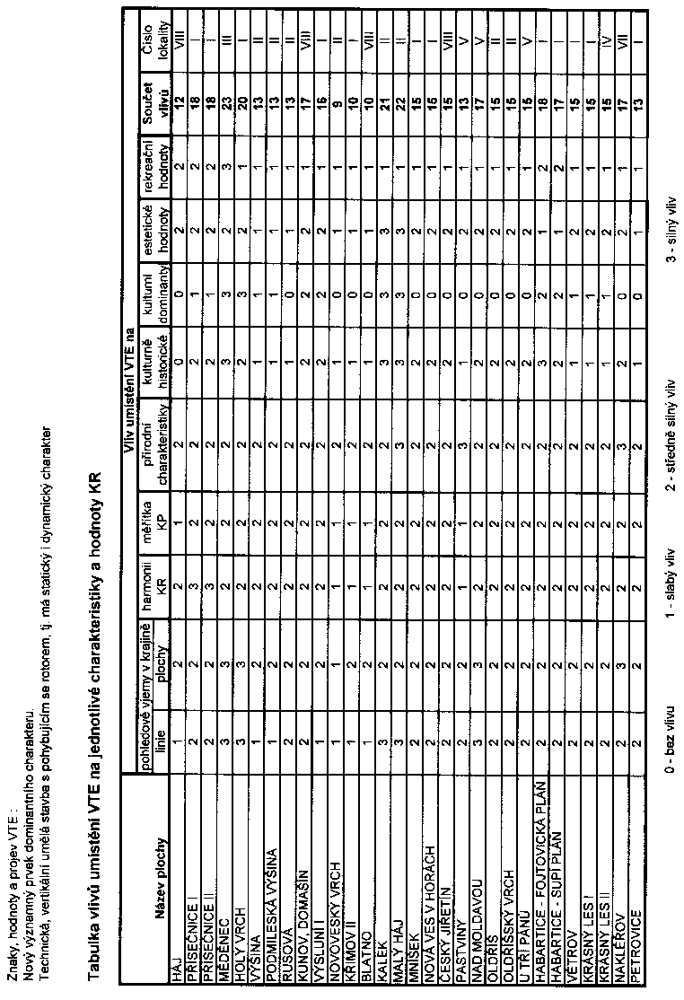 Znaky, hodnoty a projev VTE :
Nový významný prvek dominantního charakteru.
Technická, vertikální umělá stavba s pohybujícím se rotorem, tj. má statický i dynamický charakter
Tabulka vlivů umístění VTE na jednotlivé charakteristiky a hodnoty KR
Vliv umístění VTE na
Název plochy pohledové vjemy v krajině harmonii měřítka přírodní kulturně kulturní estetické rekreační Součet Číslo
linie plochy KR KP charakteristiky historické dominanty hodnoty hodnoty vlivů lokality
HÁJ 1 2 2 1 2 0 0 2 2 12 VIII
PŘÍSEČNICE I 2 2 3 2 2 2 1 2 2 18 I
PŘÍSEČNICE II 2 2 3 2 2 2 1 2 2 18 I
MĚDĚNEC 3 3 2 2 2 3 3 2 3 23 III
HOLÝ VRCH 3 3 2 2 2 2 3 2 1 20 I
VÝŠINA 1 2 2 2 2 1 1 1 1 13 II
PODMILESKÁ VÝŠINA 1 2 2 2 2 1 1 1 1 13 II
RUSOVÁ 2 2 2 2 2 1 0 1 1 13 II
KUNOV, DOMAŠÍN 2 2 2 2 2 2 2 2 1 17 VIII
VÝSLUNÍ I 1 2 2 2 2 2 2 2 1 16 I
NOVOVESKÝ VRCH 1 1 1 1 2 1 0 1 1 9 II
KŘIMOV II 1 2 1 1 2 1 0 1 1 10 I
BLATNO 1 2 1 1 2 1 0 1 1 10 VIII
KALEK 3 2 2 2 2 3 3 3 1 21 II
MALÝ HÁJ 3 2 2 2 3 3 3 3 1 22 II
MNÍŠEK 2 2 2 2 2 2 0 2 1 15 I
NOVÁ VES V HORÁCH 2 2 2 2 2 2 0 2 1 15 I
ČESKÝ JIŘETÍN 2 2 2 2 2 2 0 2 1 15 VIII
PASTVINY 2 2 1 1 3 1 0 2 1 13 V
NAD MOLDAVOU 3 3 2 2 2 2 0 2 1 17 V
OLDŘIŠ 2 2 2 2 2 2 0 2 1 15 II
OLDŘIŠSKÝ VRCH 2 2 2 2 2 2 0 2 1 15 II
U TŘÍ PÁNŮ 2 2 2 2 2 2 0 2 1 15 V
HABARTICE - FOJTOVICKÁ PLÁŇ 2 2 2 2 2 3 2 1 2 18 I
HABARTICE - SUPÍ PLÁŇ 2 2 2 2 2 2 2 1 2 17 I
VĚTROV 2 2 2 2 2 1 1 2 1 15 I
KRÁSNÝ LES I 2 2 2 2 2 1 1 2 1 15 I
KRÁSNÝ LES II 2 2 2 2 2 1 1 2 1 15 IV
NAKLÉŘOV 2 3 2 2 3 2 0 2 1 17 VII
PETROVICE 2 2 2 2 2 1 0 1 1 13 I
0 - bez vlivu 1 - slabý vliv 2 - středně silný vliv 3 - silný vliv